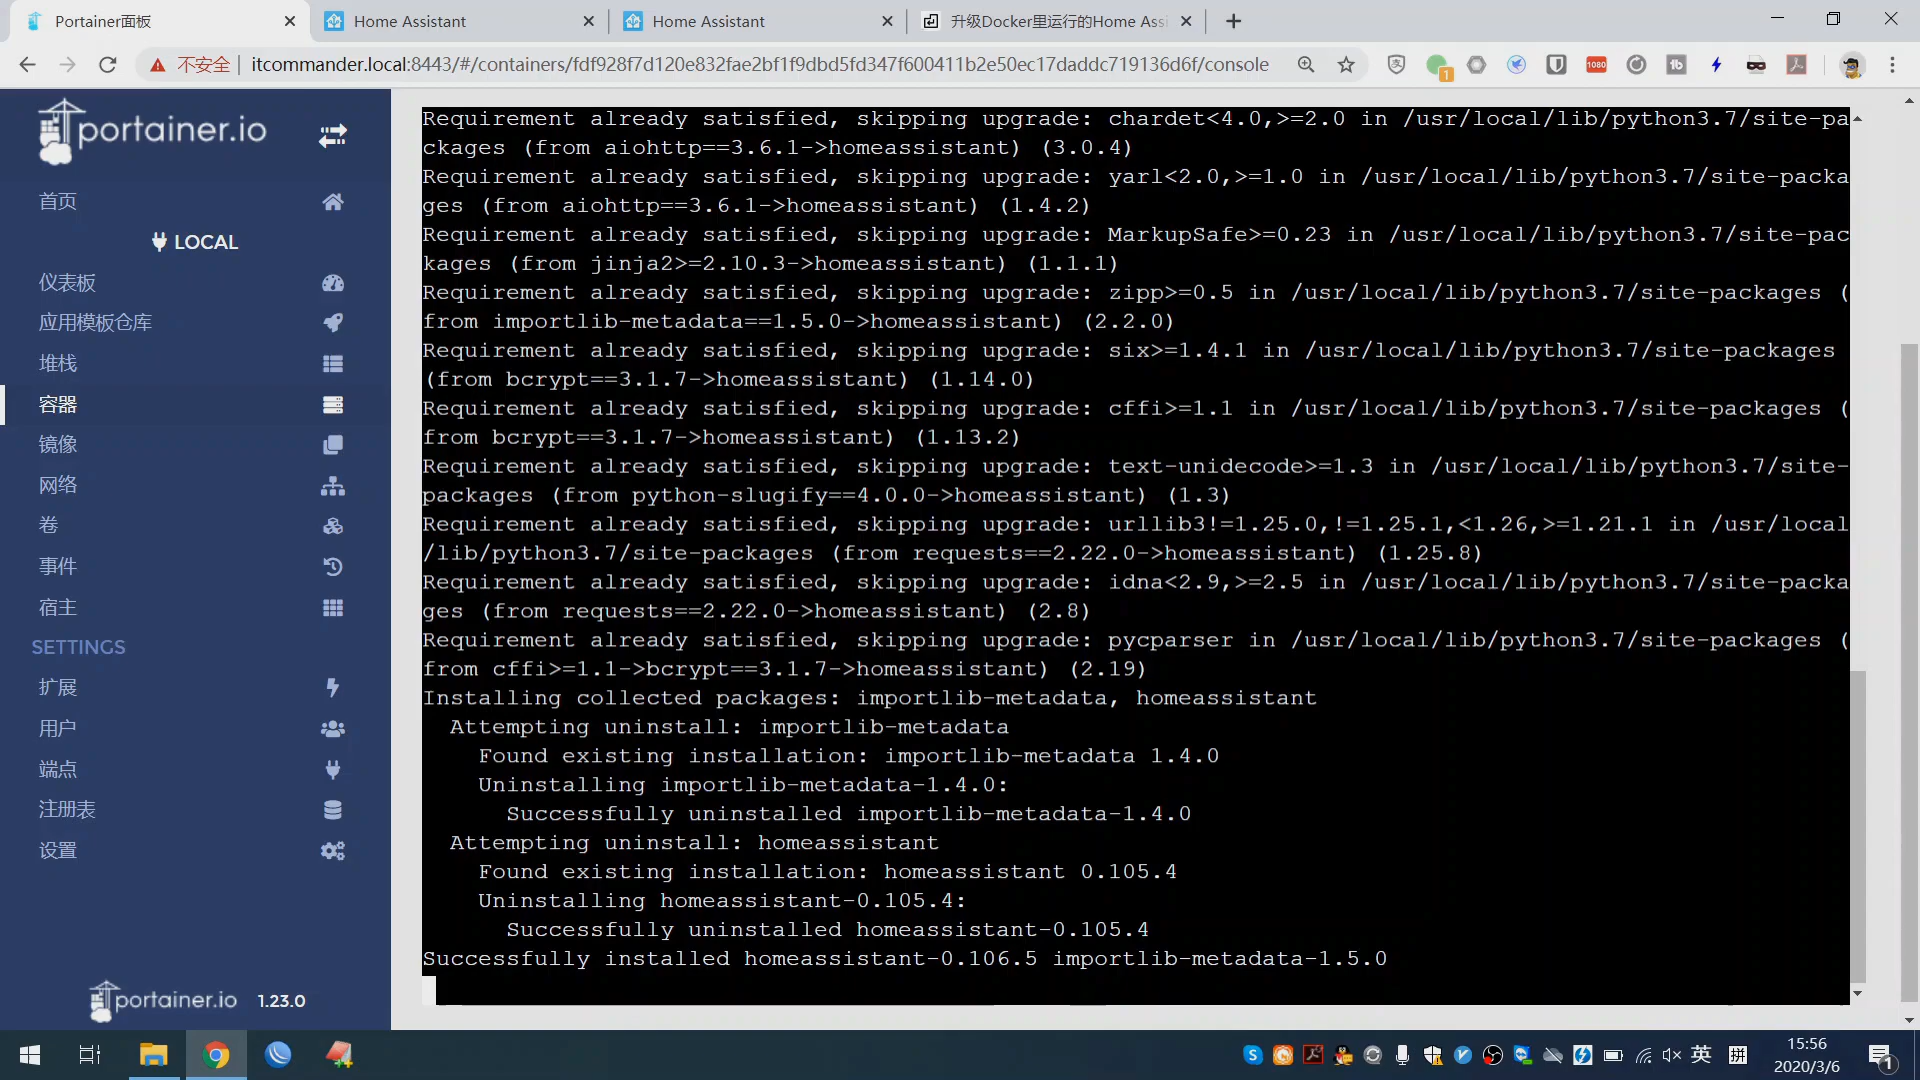 Portainer面板
Home Assistant
Home Assistant
升级Docker里运行的Home Assi
不安全
itcommander.local:8443/#/containers/fdf928f7d120e832fae2bf1f9dbd5fd347f600411b2e50ec17daddc719136d6f/console
1
1080
portainer.io
首页
LOCAL
仪表板
应用模板仓库
堆栈
容器
镜像
网络
卷
事件
宿主
SETTINGS
扩展
用户
端点
注册表
设置
portainer.io 1.23.0
Requirement already satisfied, skipping upgrade: chardet<4.0,>=2.0 in /usr/local/lib/python3.7/site-pa
ckages (from aiohttp==3.6.1->homeassistant) (3.0.4)
Requirement already satisfied, skipping upgrade: yarl<2.0,>=1.0 in /usr/local/lib/python3.7/site-packa
ges (from aiohttp==3.6.1->homeassistant) (1.4.2)
Requirement already satisfied, skipping upgrade: MarkupSafe>=0.23 in /usr/local/lib/python3.7/site-pac
kages (from jinja2>=2.10.3->homeassistant) (1.1.1)
Requirement already satisfied, skipping upgrade: zipp>=0.5 in /usr/local/lib/python3.7/site-packages (
from importlib-metadata==1.5.0->homeassistant) (2.2.0)
Requirement already satisfied, skipping upgrade: six>=1.4.1 in /usr/local/lib/python3.7/site-packages
(from bcrypt==3.1.7->homeassistant) (1.14.0)
Requirement already satisfied, skipping upgrade: cffi>=1.1 in /usr/local/lib/python3.7/site-packages (
from bcrypt==3.1.7->homeassistant) (1.13.2)
Requirement already satisfied, skipping upgrade: text-unidecode>=1.3 in /usr/local/lib/python3.7/site-
packages (from python-slugify==4.0.0->homeassistant) (1.3)
Requirement already satisfied, skipping upgrade: urllib3!=1.25.0,!=1.25.1,<1.26,>=1.21.1 in /usr/local
/lib/python3.7/site-packages (from requests==2.22.0->homeassistant) (1.25.8)
Requirement already satisfied, skipping upgrade: idna<2.9,>=2.5 in /usr/local/lib/python3.7/site-packa
ges (from requests==2.22.0->homeassistant) (2.8)
Requirement already satisfied, skipping upgrade: pycparser in /usr/local/lib/python3.7/site-packages (
from cffi>=1.1->bcrypt==3.1.7->homeassistant) (2.19)
Installing collected packages: importlib-metadata, homeassistant
Attempting uninstall: importlib-metadata
Found existing installation: importlib-metadata 1.4.0
Uninstalling importlib-metadata-1.4.0:
Successfully uninstalled importlib-metadata-1.4.0
Attempting uninstall: homeassistant
Found existing installation: homeassistant 0.105.4
Uninstalling homeassistant-0.105.4:
Successfully uninstalled homeassistant-0.105.4
Successfully installed homeassistant-0.106.5 importlib-metadata-1.5.0
英
拼
15:56
2020/3/6
1